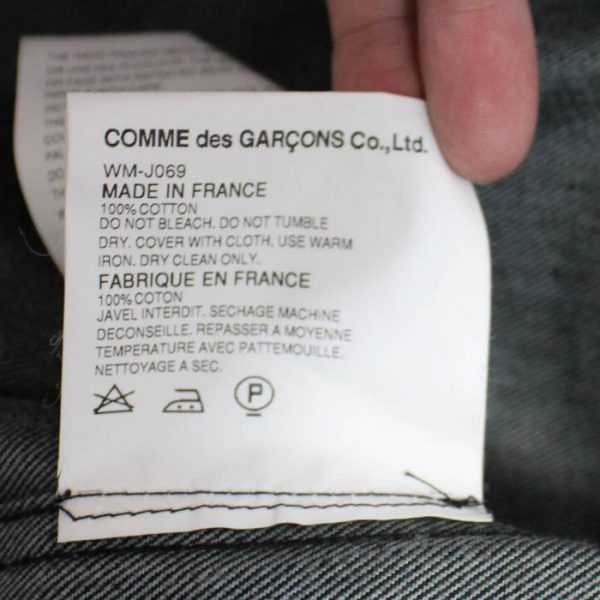 COMME des GARÇONS Co.,Ltd.
WM-J069
MADE IN FRANCE
100% COTTON
DO NOT BLEACH. DO NOT TUMBLE
DRY. COVER WITH CLOTH. USE WARM
IRON. DRY CLEAN ONLY.
FABRIQUE EN FRANCE
100% COTON
JAVEL INTERDIT. SECHAGE MACHINE
DECONSEILLE. REPASSER A MOYENNE
TEMPERATURE AVEC PATTEMOUILLE.
NETTOYAGE A SEC.
P